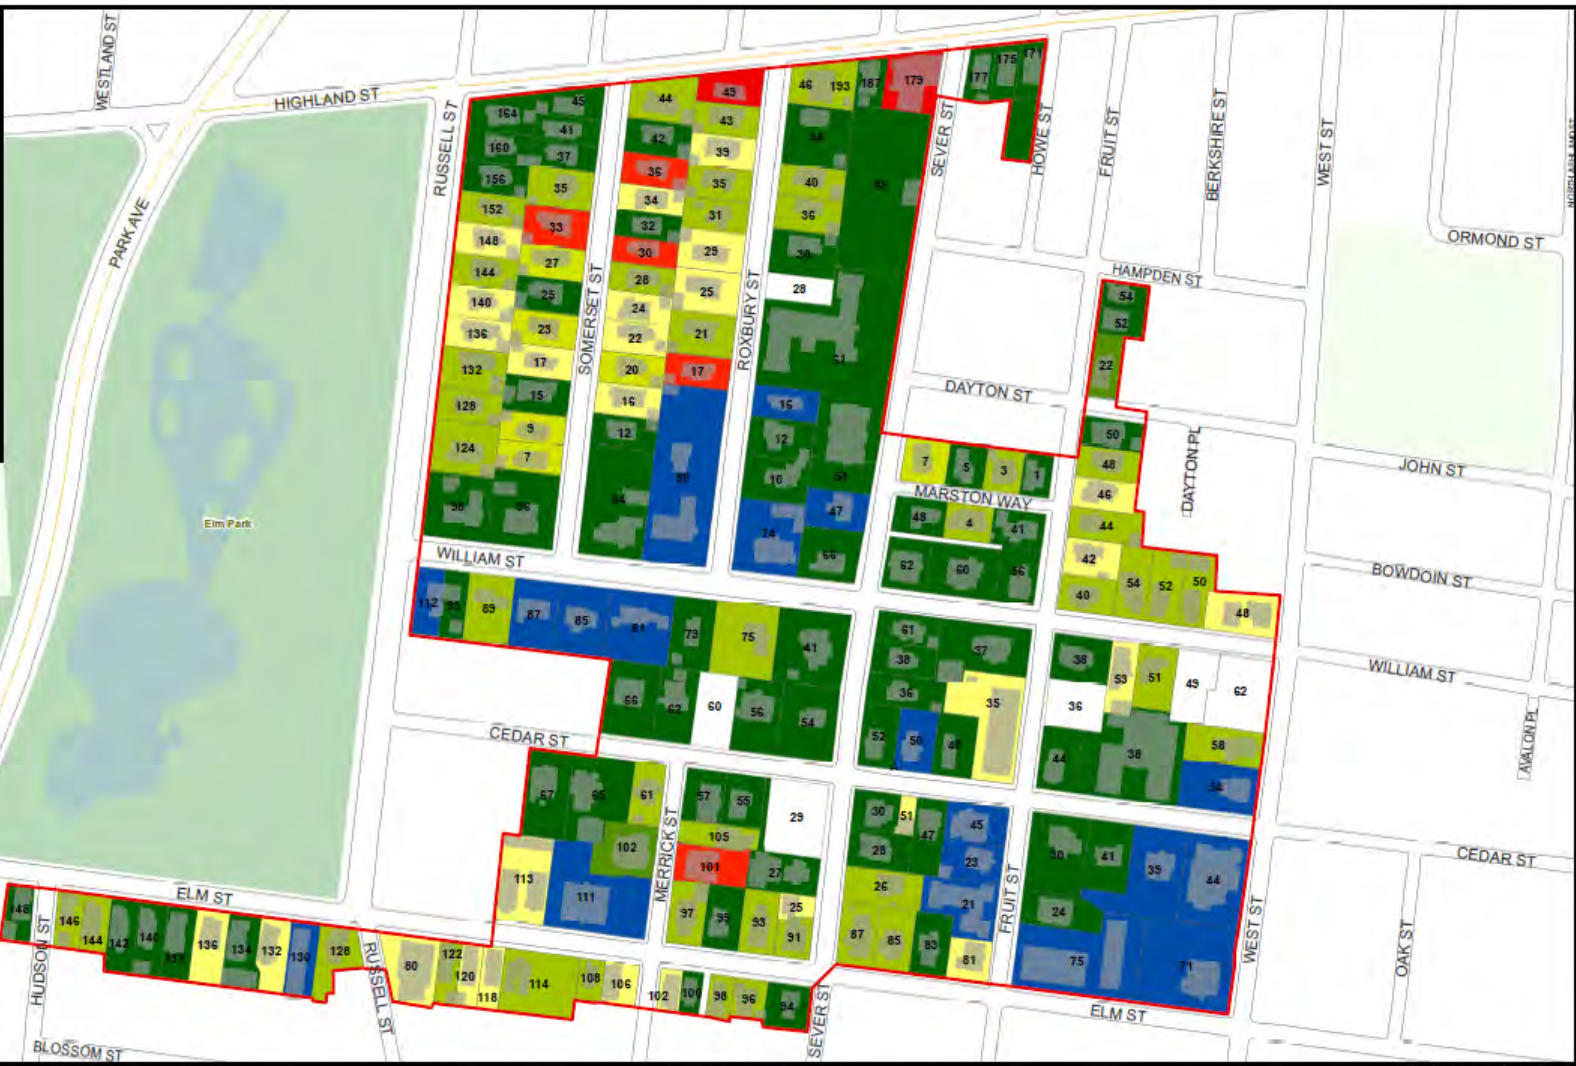 WESTLAND ST
HIGHLAND ST
PARK AVE
RUSSELL ST
SOMERSET ST
ROXBURY ST
SEVER ST
HOWE ST
FRUIT ST
BERKSHIRE ST
WEST ST
ORMOND ST
HAMPDEN ST
DAYTON ST
DAYTON PL
JOHN ST
MARSTON WAY
BOWDOIN ST
WILLIAM ST
WILLIAM ST
AVALON PL
CEDAR ST
CEDAR ST
MERRICK ST
FRUIT ST
WEST ST
OAK ST
ELM ST
ELM ST
HUDSON ST
RUSSELL ST
SEVER ST
BLOSSOM ST
Elm Park
164 45
41
160 37
156 35
152 33
148 27
144 25
140 23
136 17
132 15
128 9
124 7
96
44 49
42 43
36 39
34 35
32 31
30 29
28 25
24
22 21
20 17
16
12
46 193 187 179
40
36
28
16
12
10
47
66
177 175 171
54
52
22
50
48
46
44
42
40 54 52 50 48
7 5 3 1
48 4 41
62 60 56
112 89 87 85 81 73 75 41
66 62 60 56 54
61 37
38
36 35
52 50
38 53 51 49 62
36
44 38 58
54
67 65 61
102
113 111
57 55 29
105
101 27
97 95 93 25
91
30 51 47 45
28 23
26 21
87 85 83 81
41 39 44
24
75 71
148 146 144 142 140 136 134 132 130 128
80 122 120 118 114 108 106 102 100 98 96 94